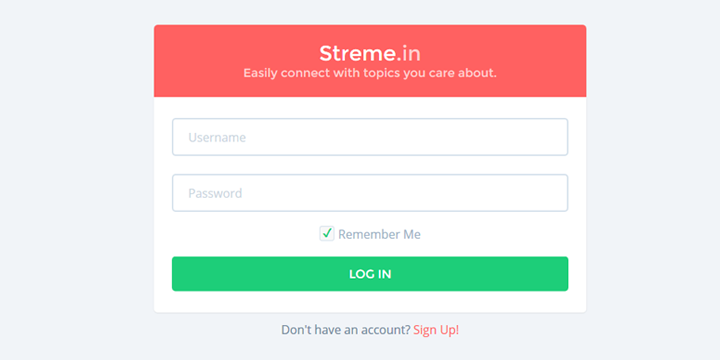 Streme.in
Easily connect with topics you care about.
Username
Password
Remember Me
LOG IN
Don't have an account? Sign Up!